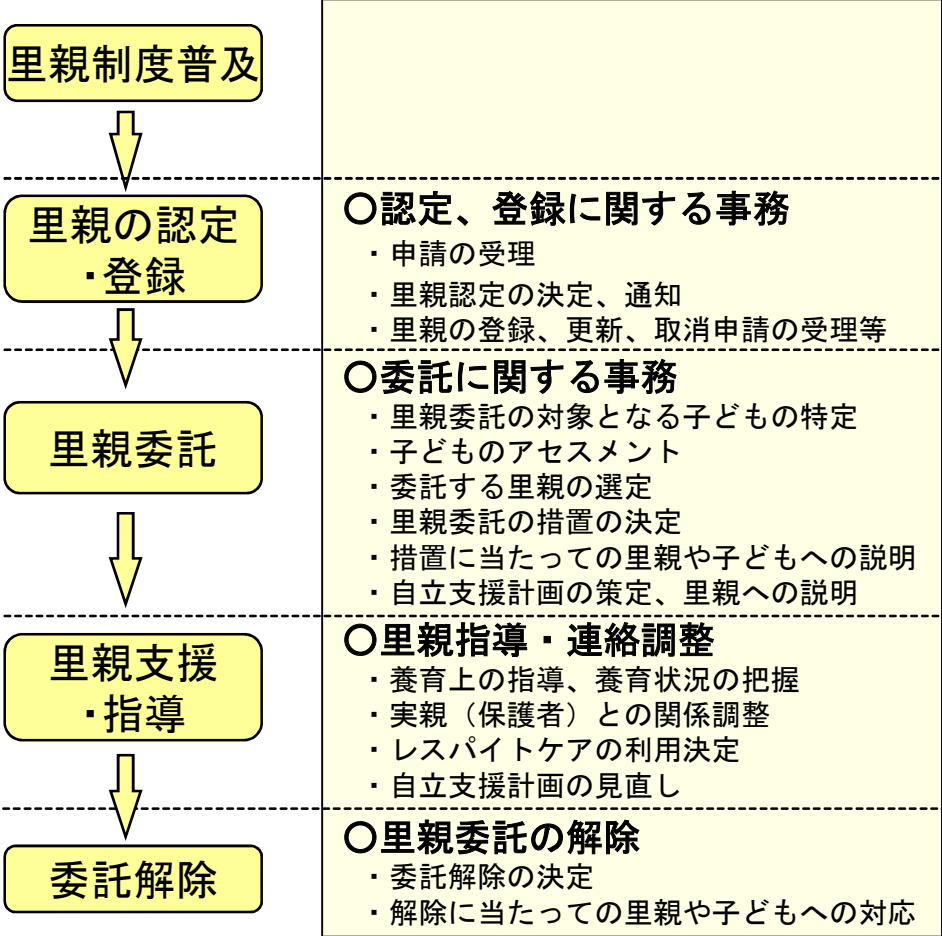 里親制度普及
里親の認定
・登録
〇認定、登録に関する事務
・申請の受理
・里親認定の決定、通知
・里親の登録、更新、取消申請の受理等
里親委託
〇委託に関する事務
・里親委託の対象となる子どもの特定
・子どものアセスメント
・委託する里親の選定
・里親委託の措置の決定
・措置に当たっての里親や子どもへの説明
・自立支援計画の策定、里親への説明
里親支援
・指導
〇里親指導・連絡調整
・養育上の指導、養育状況の把握
・実親（保護者）との関係調整
・レスパイトケアの利用決定
・自立支援計画の見直し
委託解除
〇里親委託の解除
・委託解除の決定
・解除に当たっての里親や子どもへの対応